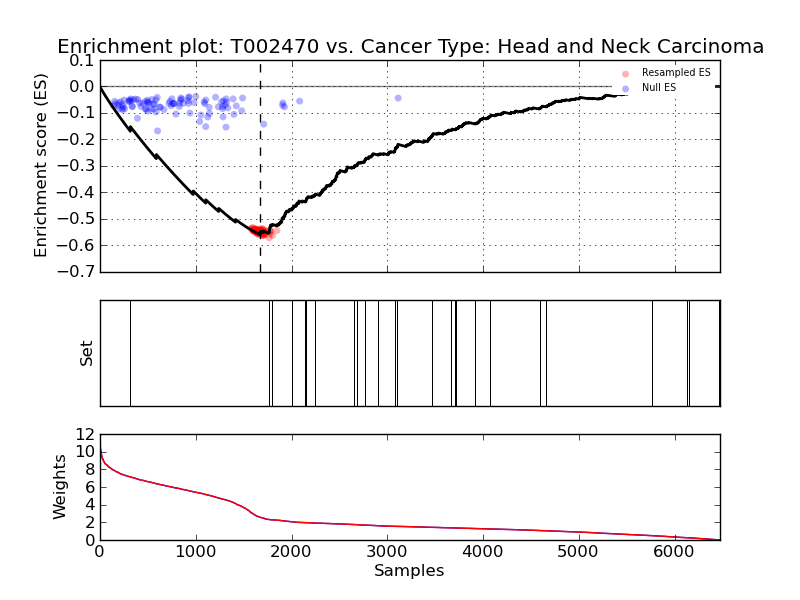 Enrichment plot: T002470 vs. Cancer Type: Head and Neck Carcinoma
Enrichment score (ES)
0.1
0.0
−0.1
−0.2
−0.3
−0.4
−0.5
−0.6
−0.7
Resampled ES
Null ES
Set
Weights
12
10
8
6
4
2
0
0 1000 2000 3000 4000 5000 6000
Samples